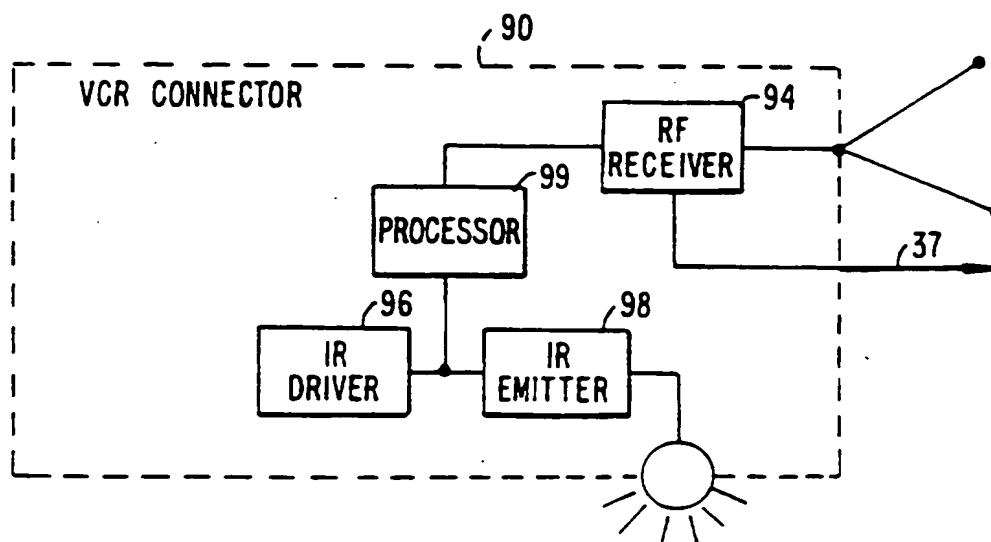 90
VCR CONNECTOR
94
RF
RECEIVER
99
PROCESSOR
37
96
98
IR
DRIVER
IR
EMITTER